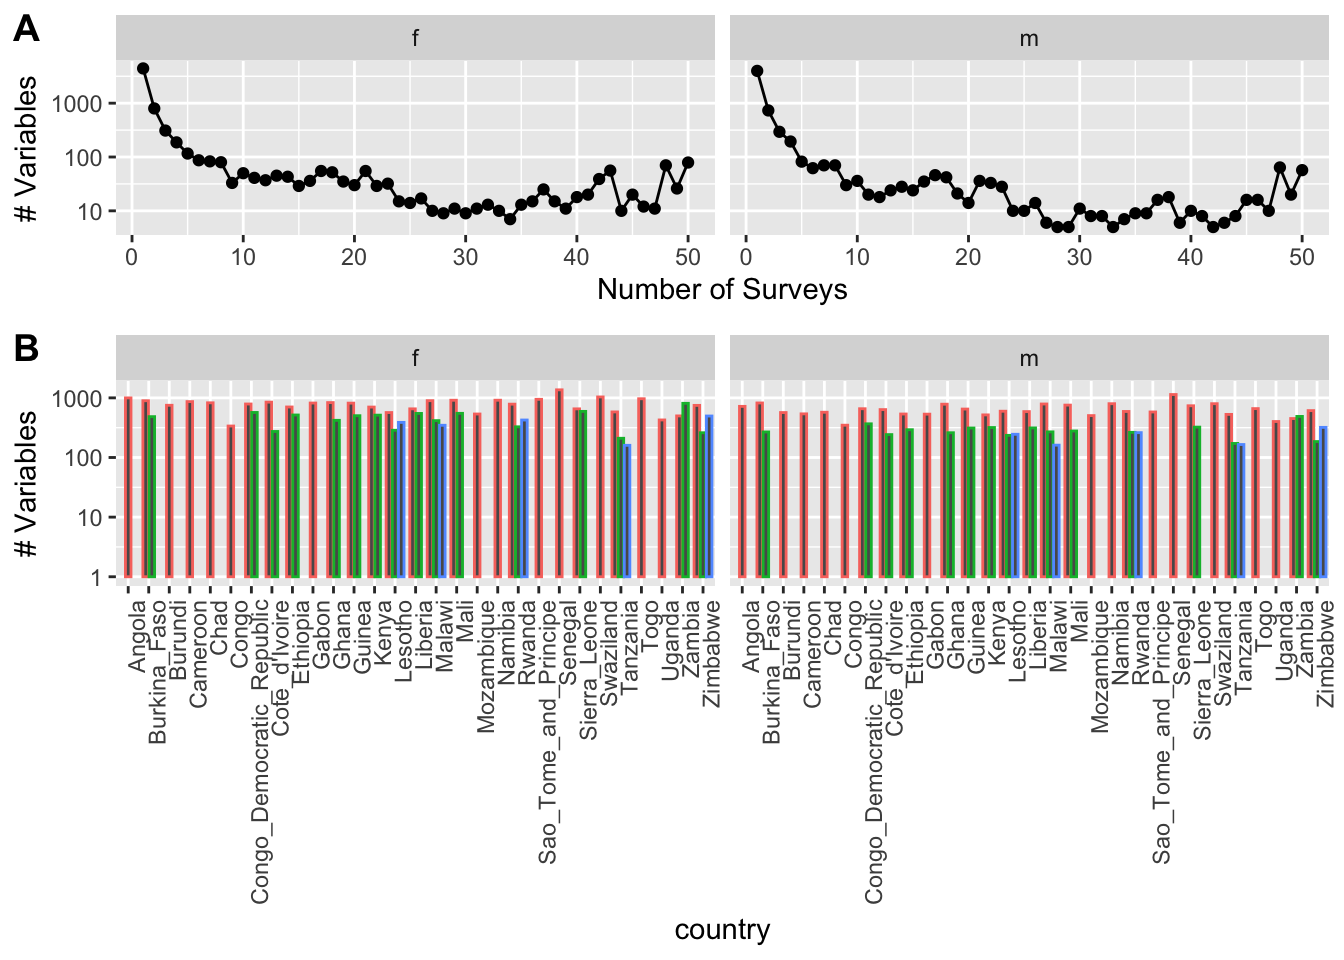 A
f
m
# Variables
1000
100
10
0
10
20
30
40
50
0
10
20
30
40
50
Number of Surveys
B
f
m
# Variables
1000
100
10
1
Angola
Burkina_Faso
Burundi
Cameroon
Chad
Congo
Congo_Democratic_Republic
Cote_d'Ivoire
Ethiopia
Gabon
Ghana
Guinea
Kenya
Lesotho
Liberia
Malawi
Mali
Mozambique
Namibia
Rwanda
Sao_Tome_and_Principe
Senegal
Sierra_Leone
Swaziland
Tanzania
Togo
Uganda
Zambia
Zimbabwe
Angola
Burkina_Faso
Burundi
Cameroon
Chad
Congo
Congo_Democratic_Republic
Cote_d'Ivoire
Ethiopia
Gabon
Ghana
Guinea
Kenya
Lesotho
Liberia
Malawi
Mali
Mozambique
Namibia
Rwanda
Sao_Tome_and_Principe
Senegal
Sierra_Leone
Swaziland
Tanzania
Togo
Uganda
Zambia
Zimbabwe
country